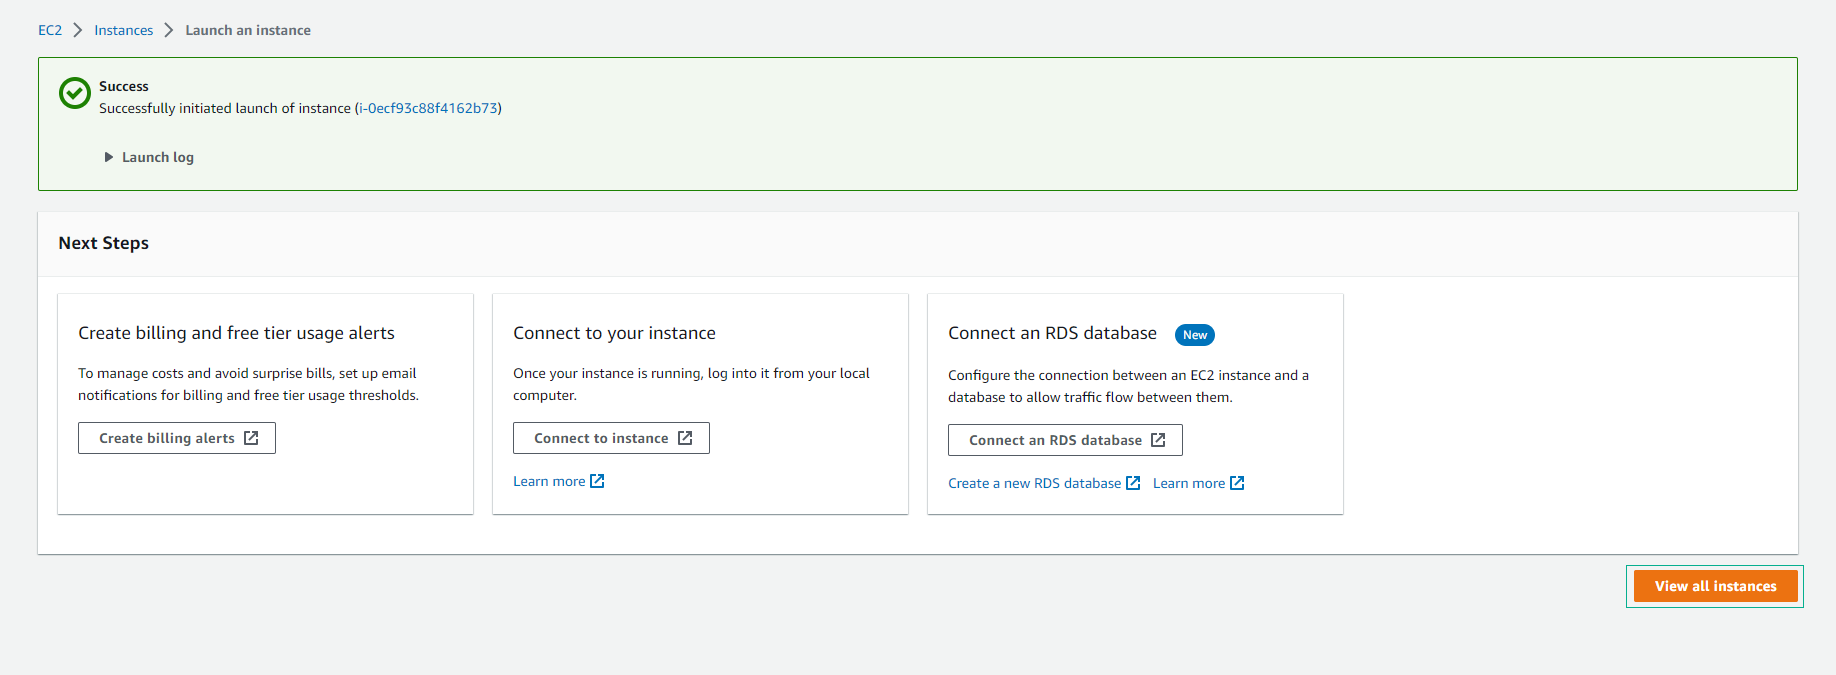 EC2 Instances Launch an instance
Success
Successfully initiated launch of instance (i-0ecf93c88f4162b73)
Launch log
Next Steps
Create billing and free tier usage alerts
To manage costs and avoid surprise bills, set up email
notifications for billing and free tier usage thresholds.
Create billing alerts
Connect to your instance
Once your instance is running, log into it from your local
computer.
Connect to instance
Learn more
Connect an RDS database New
Configure the connection between an EC2 instance and a
database to allow traffic flow between them.
Connect an RDS database
Create a new RDS database Learn more
View all instances